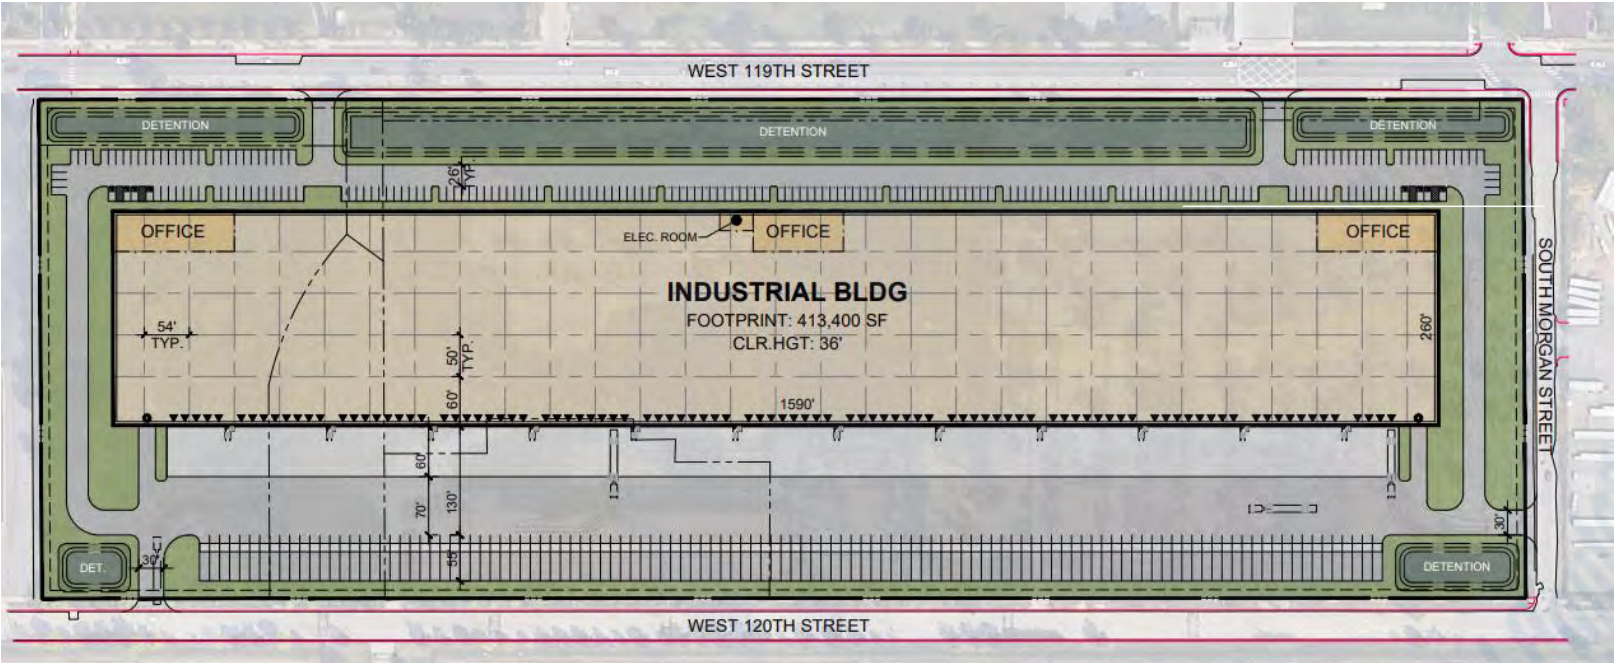 WEST 119TH STREET
DETENTION
DETENTION
DETENTION
26'
TYP.
OFFICE
ELEC. ROOM
OFFICE
OFFICE
INDUSTRIAL BLDG
FOOTPRINT: 413,400 SF
CLR.HGT: 36'
54'
TYP.
50'
TYP.
60'
1590'
260'
SOUTH MORGAN STREET
60'
70'
130'
55'
30'
30'
DET.
DETENTION
WEST 120TH STREET